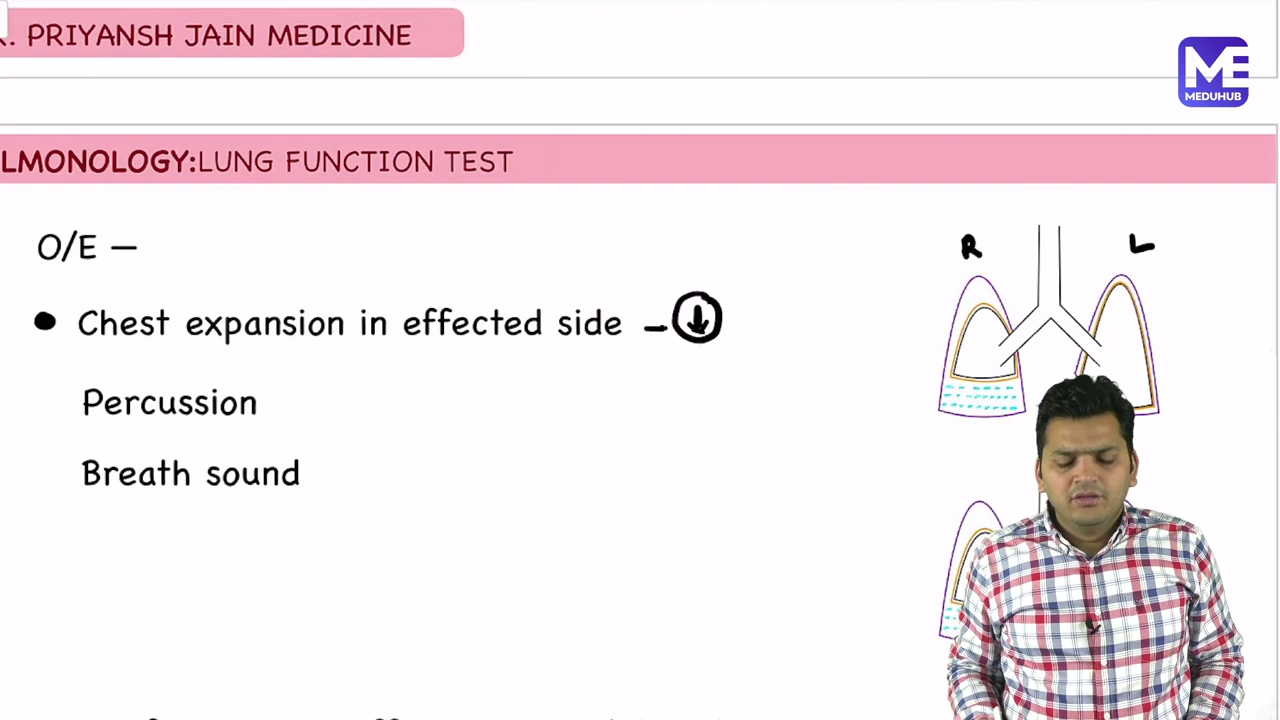 . PRIYANSH JAIN MEDICINE
ME
MEDUHUB
LMONOLOGY:LUNG FUNCTION TEST
O/E —
R
L
• Chest expansion in effected side – ↓
Percussion
Breath sound